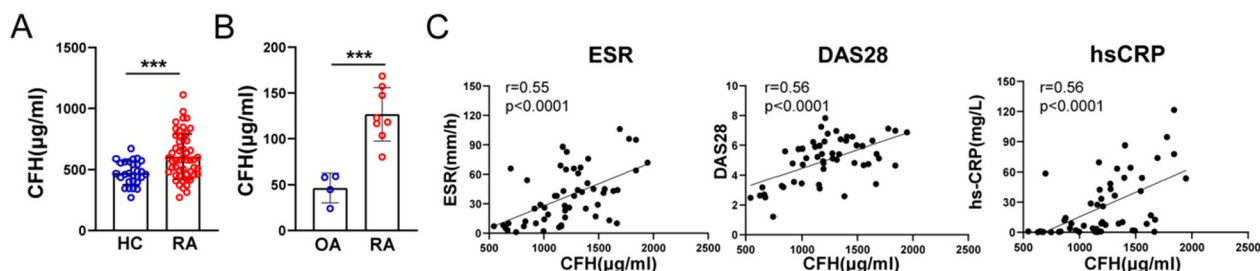 A
CFH(μg/ml)
1500
1000
500
0
***
HC RA
B
CFH(μg/ml)
200
150
100
50
0
***
OA RA
C
ESR
r=0.55
p<0.0001
ESR(mm/h)
150
120
90
60
30
0
500 1000 1500 2000 2500
CFH(μg/ml)
DAS28
r=0.56
p<0.0001
DAS28
10
8
6
4
2
0
500 1000 1500 2000 2500
CFH(μg/ml)
hsCRP
r=0.56
p<0.0001
hs-CRP(mg/L)
150
120
90
60
30
0
500 1000 1500 2000 2500
CFH(μg/ml)